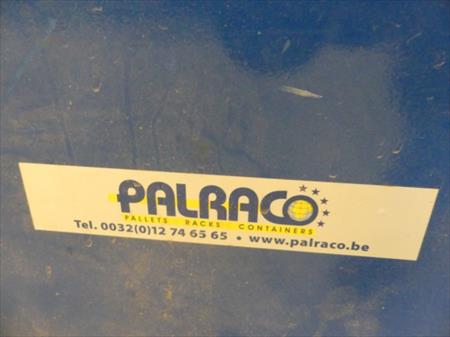 PALRACO
PALLETS RACKS CONTAINERS
Tel. 0032(0)12 74 65 65 • www.palraco.be